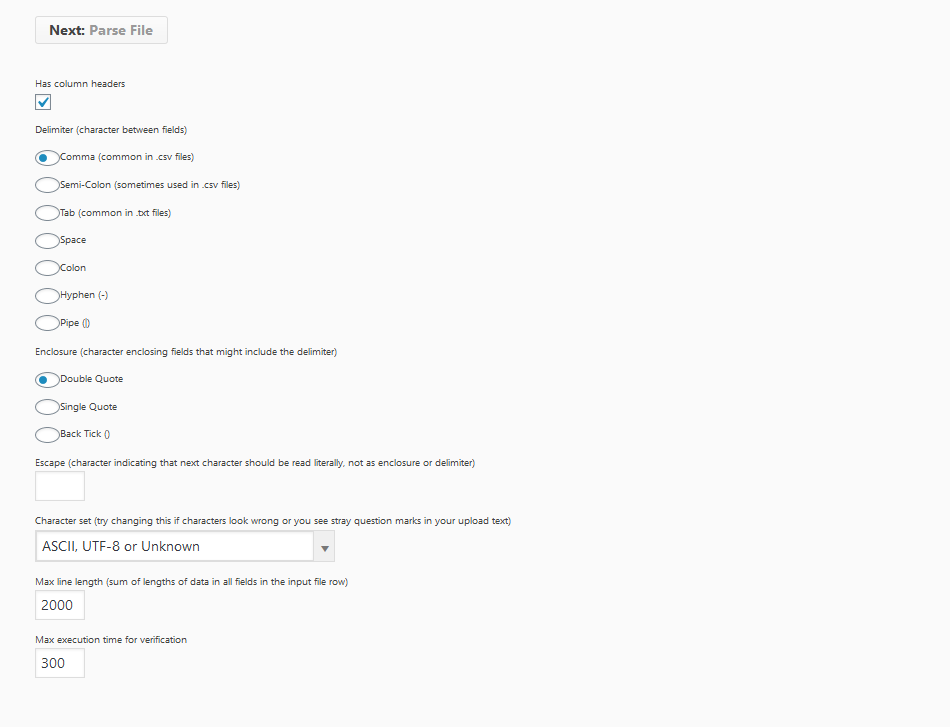 Next: Parse File
Has column headers
Delimiter (character between fields)
Comma (common in .csv files)
Semi-Colon (sometimes used in .csv files)
Tab (common in .txt files)
Space
Colon
Hyphen (-)
Pipe (|)
Enclosure (character enclosing fields that might include the delimiter)
Double Quote
Single Quote
Back Tick ()
Escape (character indicating that next character should be read literally, not as enclosure or delimiter)
Character set (try changing this if characters look wrong or you see stray question marks in your upload text)
ASCII, UTF-8 or Unknown
Max line length (sum of lengths of data in all fields in the input file row)
2000
Max execution time for verification
300